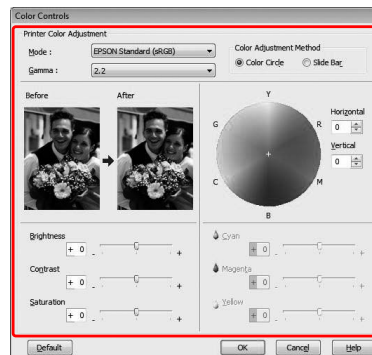 Color Controls
Printer Color Adjustment
Mode : EPSON Standard (sRGB)
Gamma : 2.2
Color Adjustment Method
Color Circle Slide Bar
Before After
Y
G R
C M
B
Horizontal
0
Vertical
0
Brightness
+ 0 - +
Contrast
+ 0 - +
Saturation
+ 0 - +
Cyan
+ 0 - +
Magenta
+ 0 - +
Yellow
+ 0 - +
Default OK Cancel Help